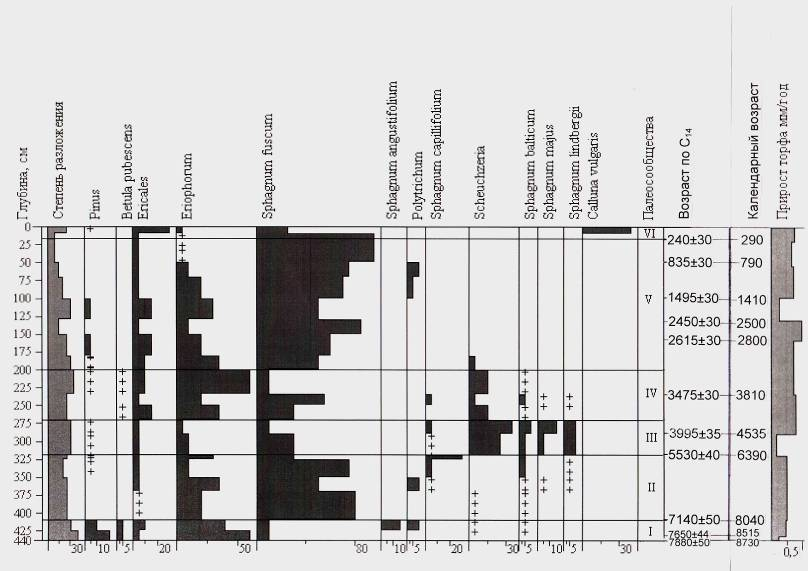 Глубина, см
Степень разложения
Pinus
Betula pubescens
Ericales
Eriophorum
Sphagnum fuscum
Sphagnum angustifolium
Polytrichum
Sphagnum capillifolium
Scheuchzeria
Sphagnum balticum
Sphagnum majus
Sphagnum lindbergii
Calluna vulgaris
Палеосообщества
Возраст по C14
Календарный возраст
Прирост торфа мм/год
0
25
50
75
100
125
150
175
200
225
250
275
300
325
350
375
400
425
440
VI
V
IV
III
II
I
240±30 290
835±30 790
1495±30 1410
2450±30 2500
2615±30 2800
3475±30 3810
3995±35 4535
5530±40 6390
7140±50 8040
7650±44 8515
7880±50 8730
30 10 5 20 50 80 10 5 20 30 5 5 5 30 0,5